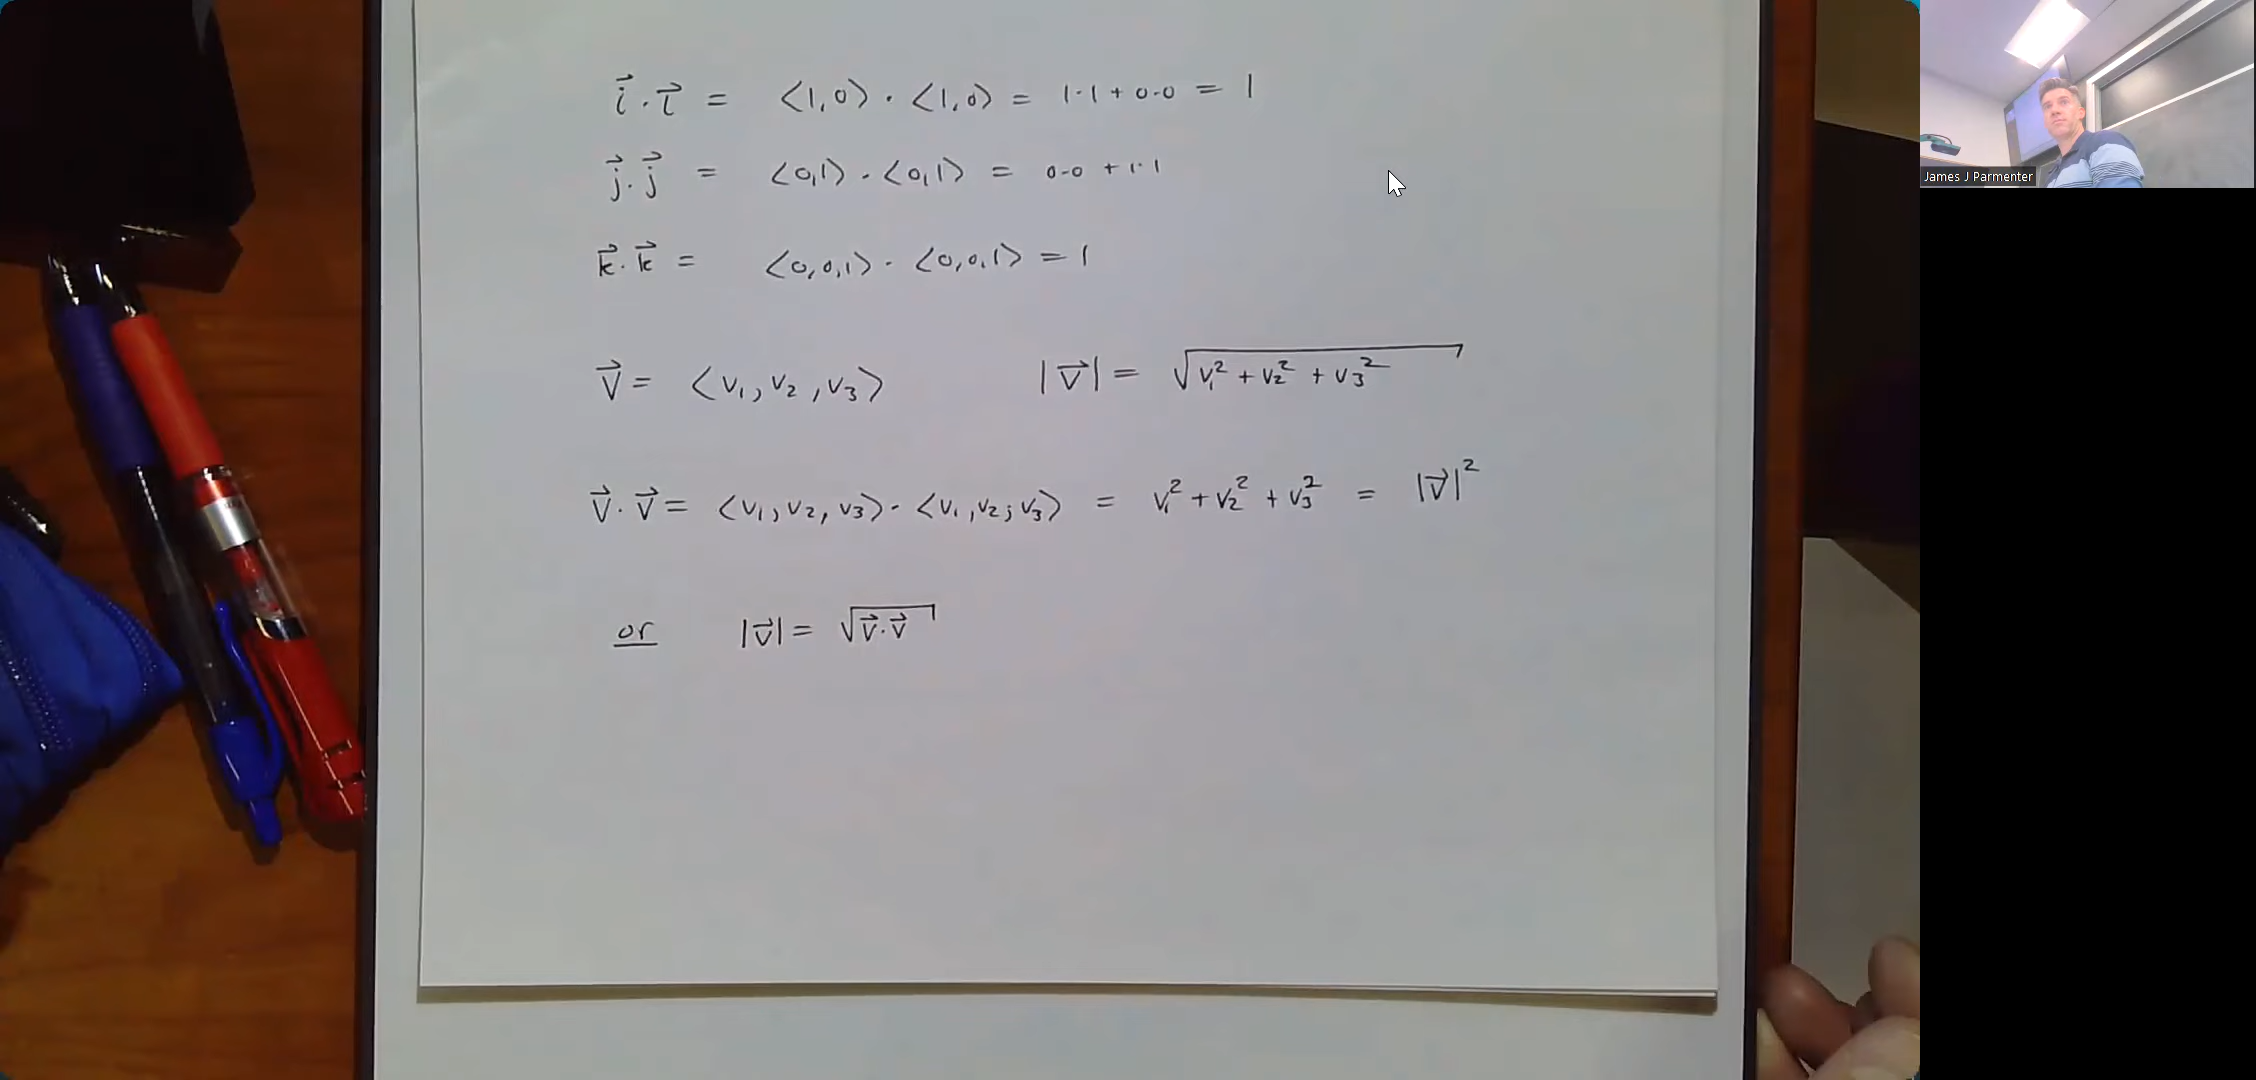 i⃗ · i⃗ = ⟨1,0⟩ · ⟨1,0⟩ = 1·1 + 0·0 = 1
j⃗ · j⃗ = ⟨0,1⟩ · ⟨0,1⟩ = 0·0 + 1·1
k⃗ · k⃗ = ⟨0,0,1⟩ · ⟨0,0,1⟩ = 1
v⃗ = ⟨v₁, v₂, v₃⟩ |v⃗| = √(v₁² + v₂² + v₃²)
v⃗ · v⃗ = ⟨v₁, v₂, v₃⟩ · ⟨v₁, v₂, v₃⟩ = v₁² + v₂² + v₃² = |v⃗|²
or |v⃗| = √(v⃗·v⃗)
James J Parmenter